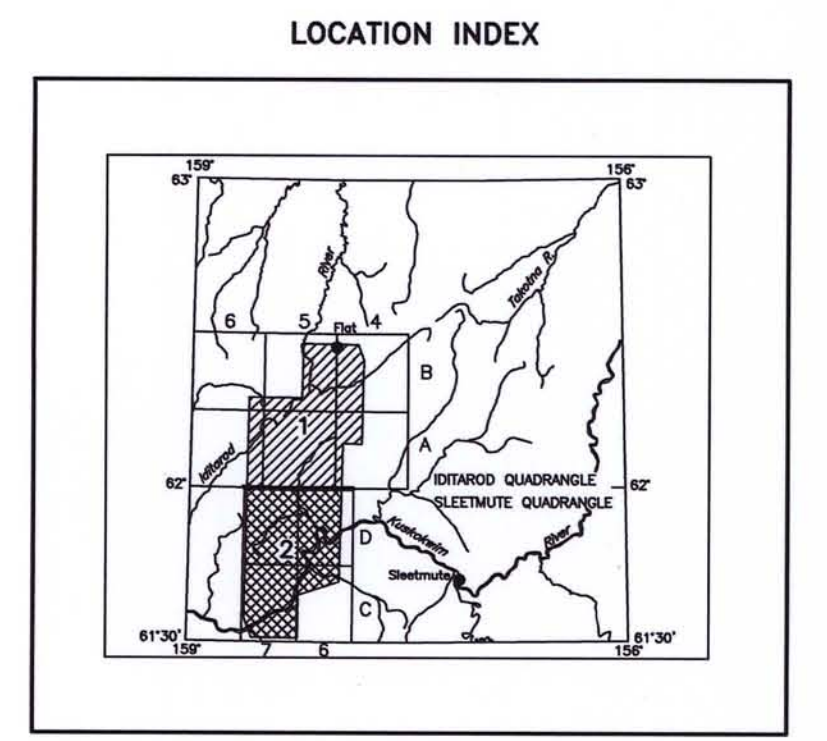 LOCATION INDEX
159° 156°
63° 63°
River
Takotna R.
6 5 4
Flat
B
1
A
Iditarod
62° IDITAROD QUADRANGLE 62°
SLEETMUTE QUADRANGLE
Kuskokwim
D
2
River
Sleetmute
C
61°30' 61°30'
159° 7 6 156°